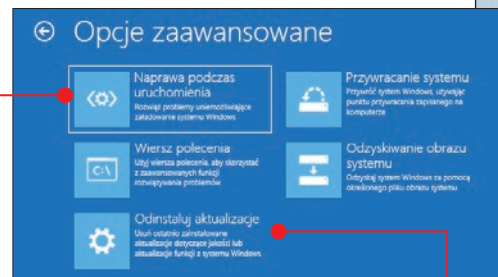 Opcje zaawansowane
Naprawa podczas
uruchomienia
Rozwiąż problemy uniemożliwiające
załadowanie systemu Windows
Przywracanie systemu
Przywróć system Windows, używając
punktu przywracania zapisanego na
komputerze
Wiersz polecenia
Użyj wiersza polecenia, aby skorzystać
z zaawansowanych funkcji
rozwiązywania problemów
C:\
Odzyskiwanie obrazu
systemu
Odzyskaj system Windows za pomocą
określonego pliku obrazu systemu
Odinstaluj aktualizacje
Usuń ostatnio zainstalowane
aktualizacje dotyczące jakości lub
aktualizacje funkcji z systemu Windows